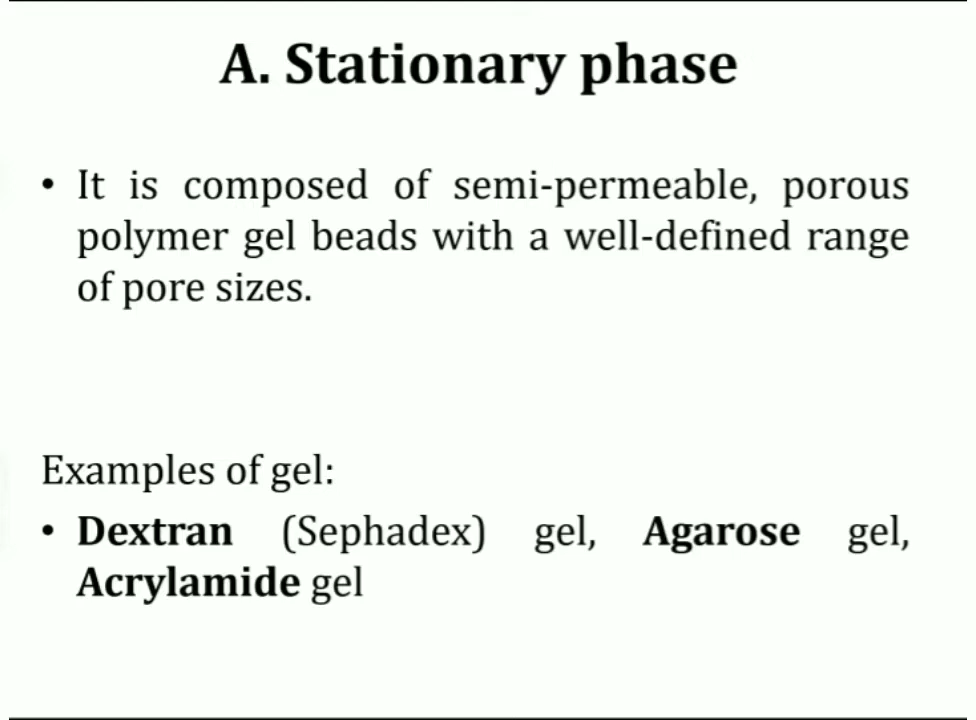 A. Stationary phase
• It is composed of semi-permeable, porous
polymer gel beads with a well-defined range
of pore sizes.
Examples of gel:
• Dextran (Sephadex) gel, Agarose gel,
Acrylamide gel